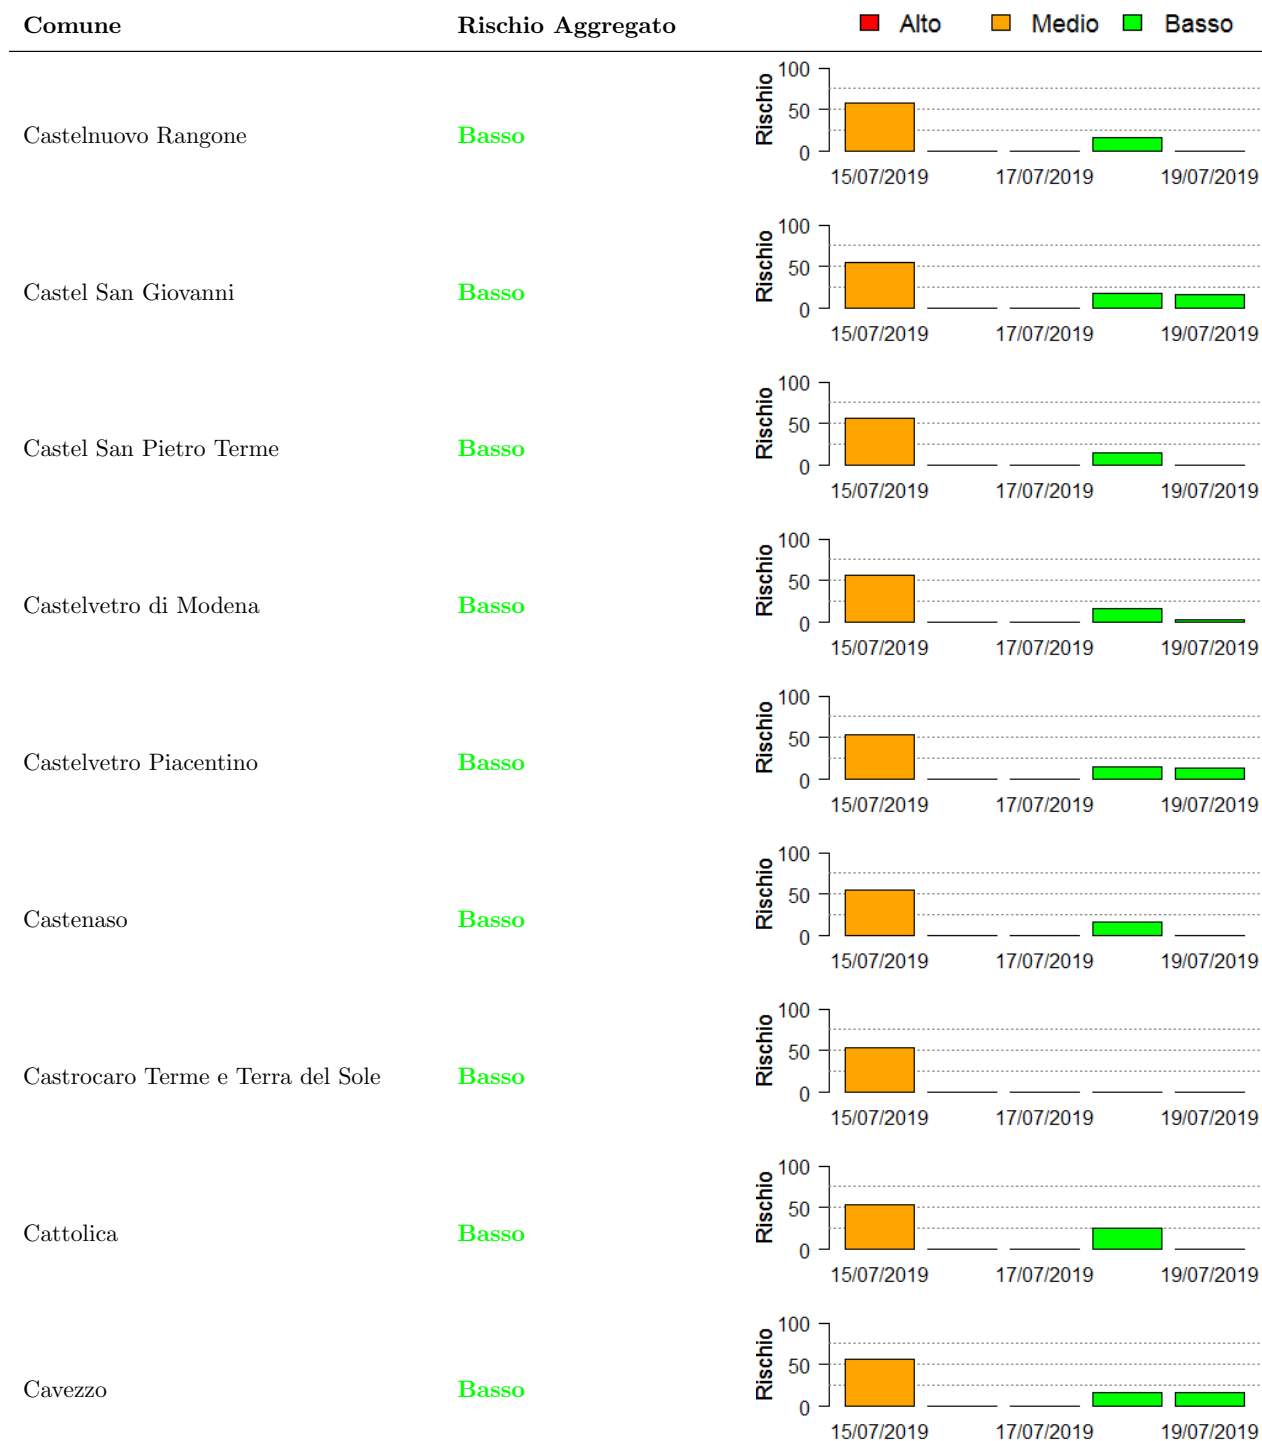 Comune Rischio Aggregato Alto Medio Basso
Castelnuovo Rangone Basso
Rischio
100
50
0
15/07/2019 17/07/2019 19/07/2019
Castel San Giovanni Basso
Rischio
100
50
0
15/07/2019 17/07/2019 19/07/2019
Castel San Pietro Terme Basso
Rischio
100
50
0
15/07/2019 17/07/2019 19/07/2019
Castelvetro di Modena Basso
Rischio
100
50
0
15/07/2019 17/07/2019 19/07/2019
Castelvetro Piacentino Basso
Rischio
100
50
0
15/07/2019 17/07/2019 19/07/2019
Castenaso Basso
Rischio
100
50
0
15/07/2019 17/07/2019 19/07/2019
Castrocaro Terme e Terra del Sole Basso
Rischio
100
50
0
15/07/2019 17/07/2019 19/07/2019
Cattolica Basso
Rischio
100
50
0
15/07/2019 17/07/2019 19/07/2019
Cavezzo Basso
Rischio
100
50
0
15/07/2019 17/07/2019 19/07/2019